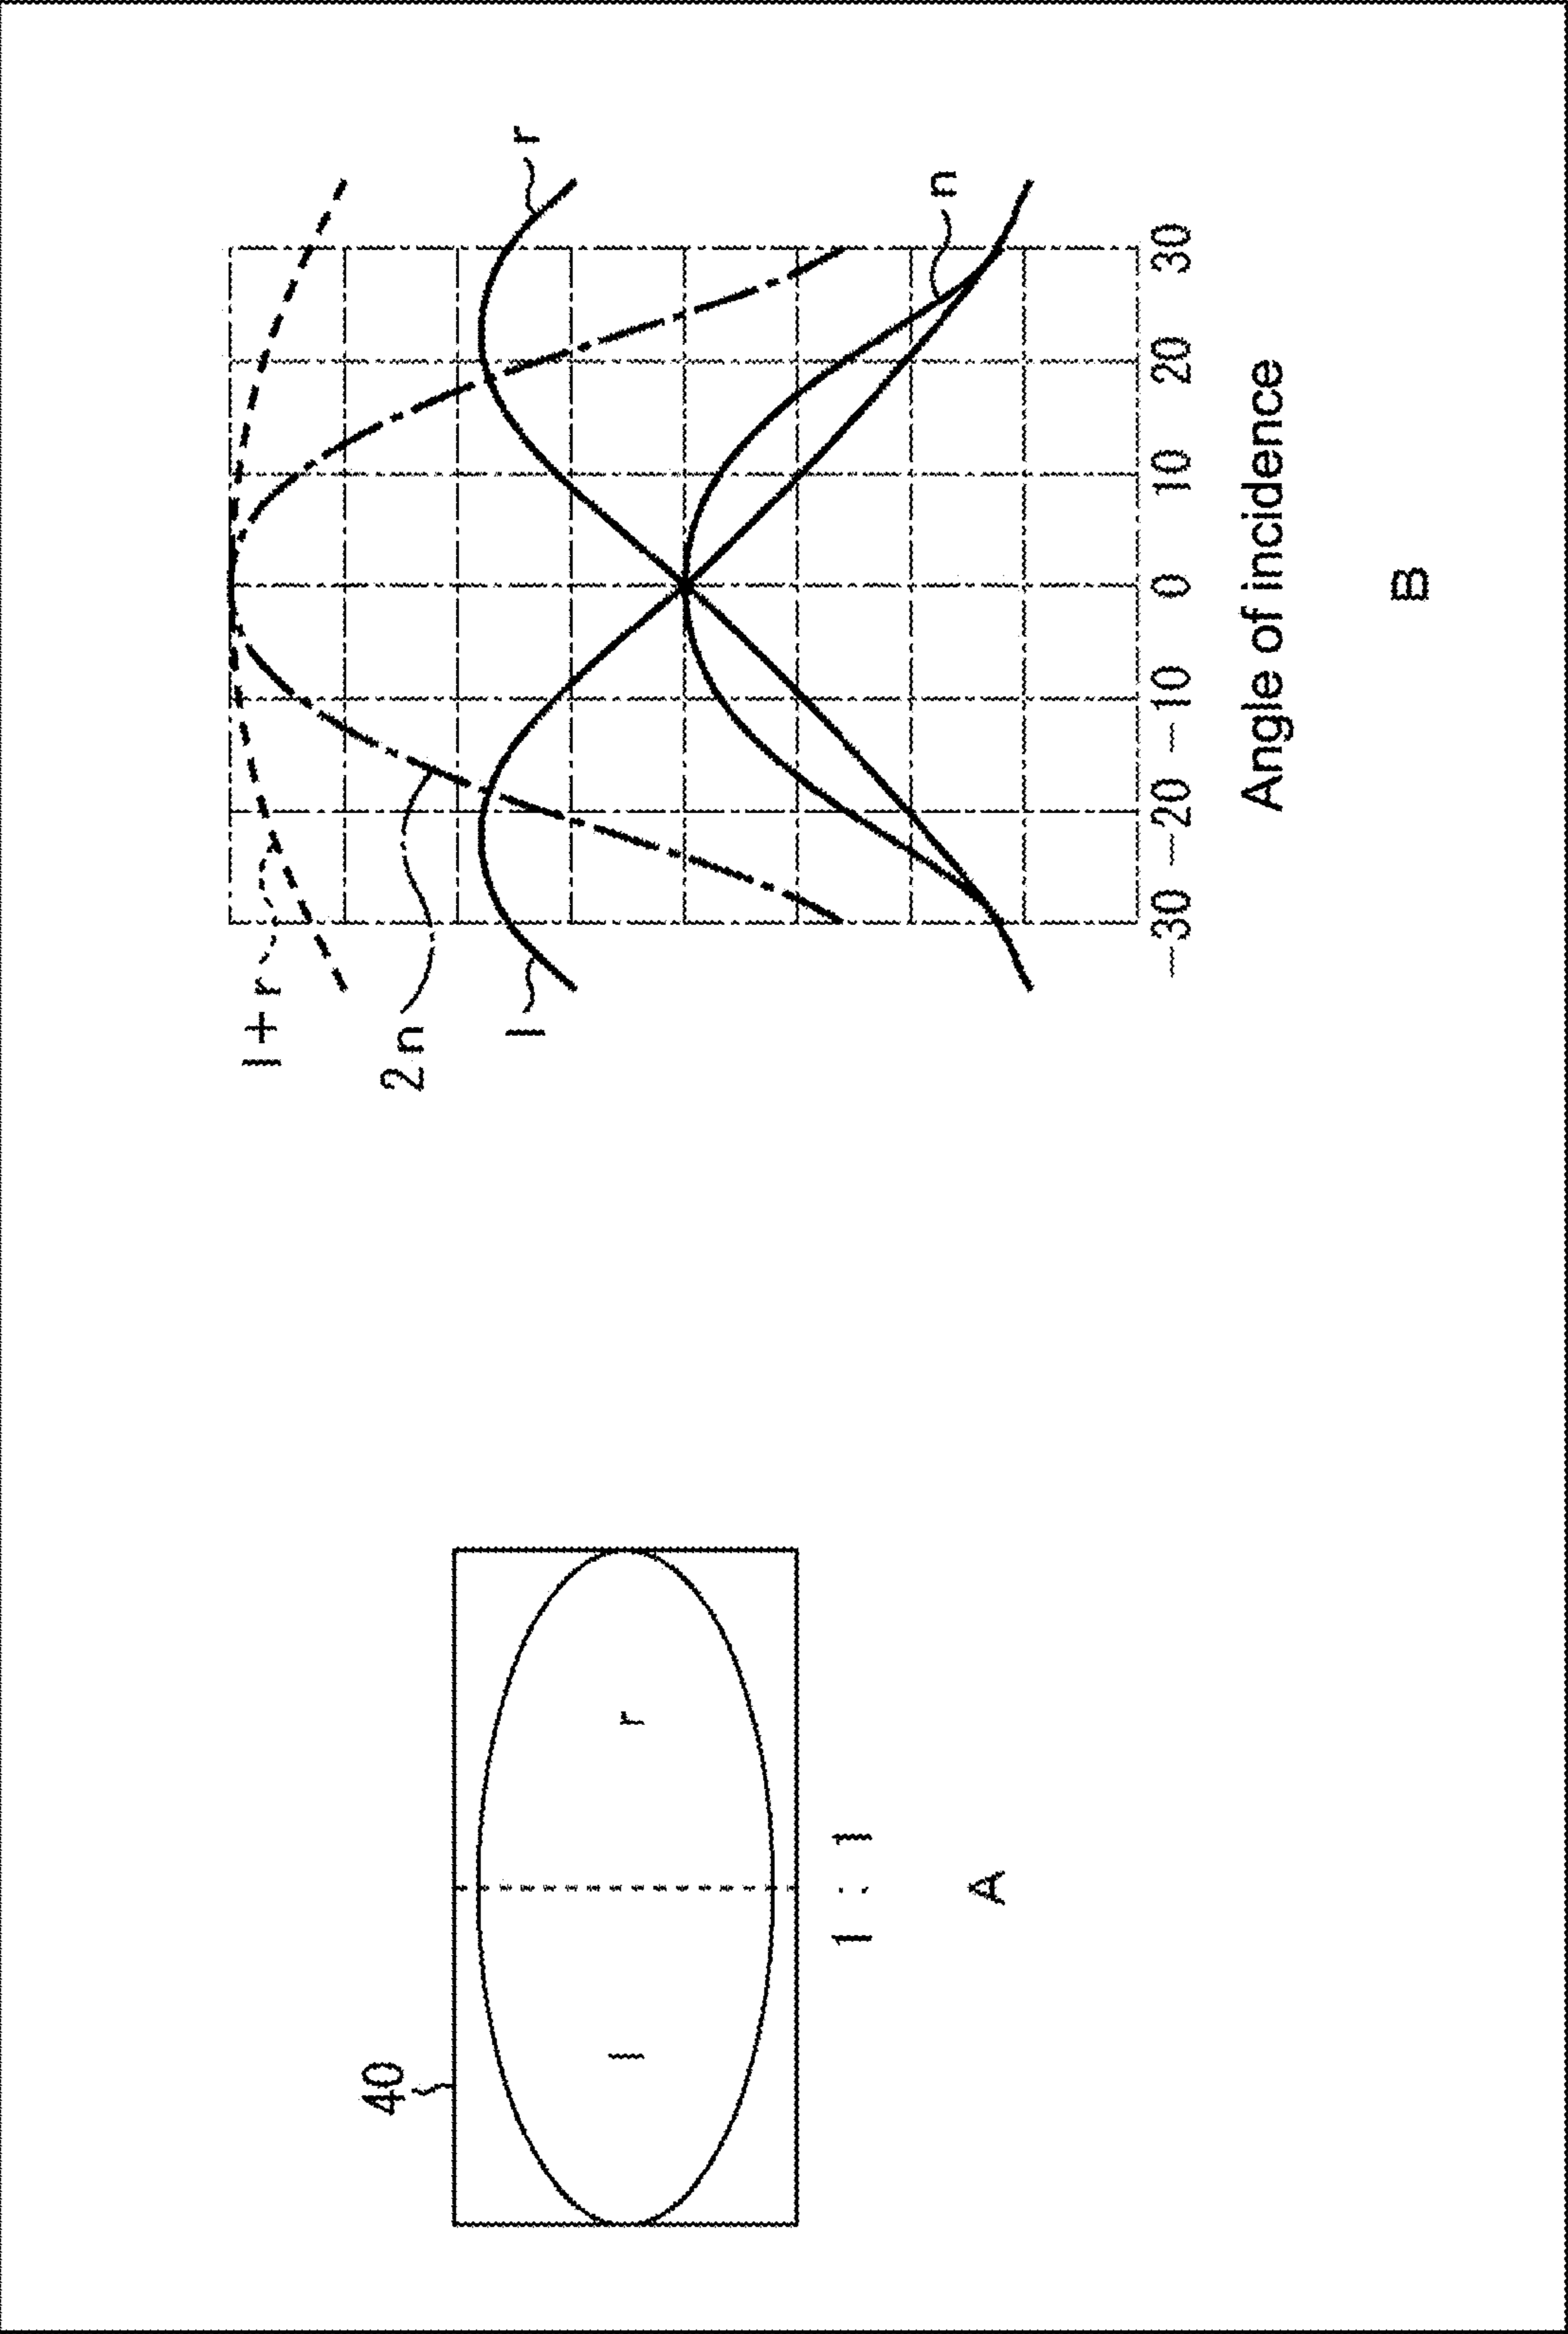 40
l r
1 : 1
A
l+r
2n
l
r
n
−30 −20 −10 0 10 20 30
Angle of incidence
B